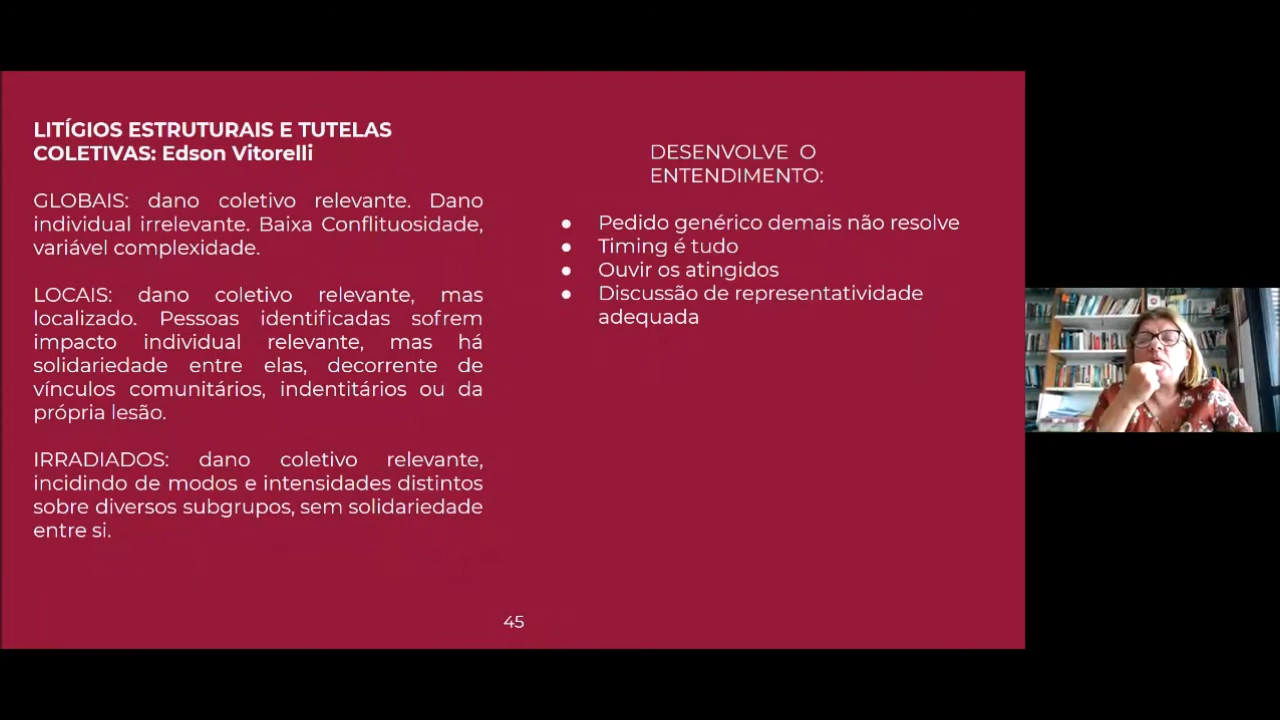 LITÍGIOS ESTRUTURAIS E TUTELAS
COLETIVAS: Edson Vitorelli
GLOBAIS: dano coletivo relevante. Dano
individual irrelevante. Baixa Conflituosidade,
variável complexidade.
LOCAIS: dano coletivo relevante, mas
localizado. Pessoas identificadas sofrem
impacto individual relevante, mas há
solidariedade entre elas, decorrente de
vínculos comunitários, indentitários ou da
própria lesão.
IRRADIADOS: dano coletivo relevante,
incidindo de modos e intensidades distintos
sobre diversos subgrupos, sem solidariedade
entre si.
DESENVOLVE O
ENTENDIMENTO:
● Pedido genérico demais não resolve
● Timing é tudo
● Ouvir os atingidos
● Discussão de representatividade
adequada
45